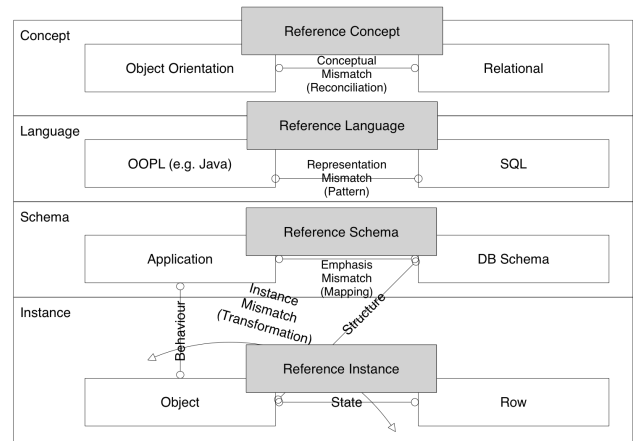 Reference Concept
Concept
Object Orientation
Conceptual
Mismatch
(Reconciliation)
Relational
Reference Language
Language
OOPL (e.g. Java)
Representation
Mismatch
(Pattern)
SQL
Schema
Reference Schema
Application
Emphasis
Mismatch
(Mapping)
DB Schema
Instance
Mismatch
(Transformation)
Behaviour
Structure
Instance
Reference Instance
Object
State
Row